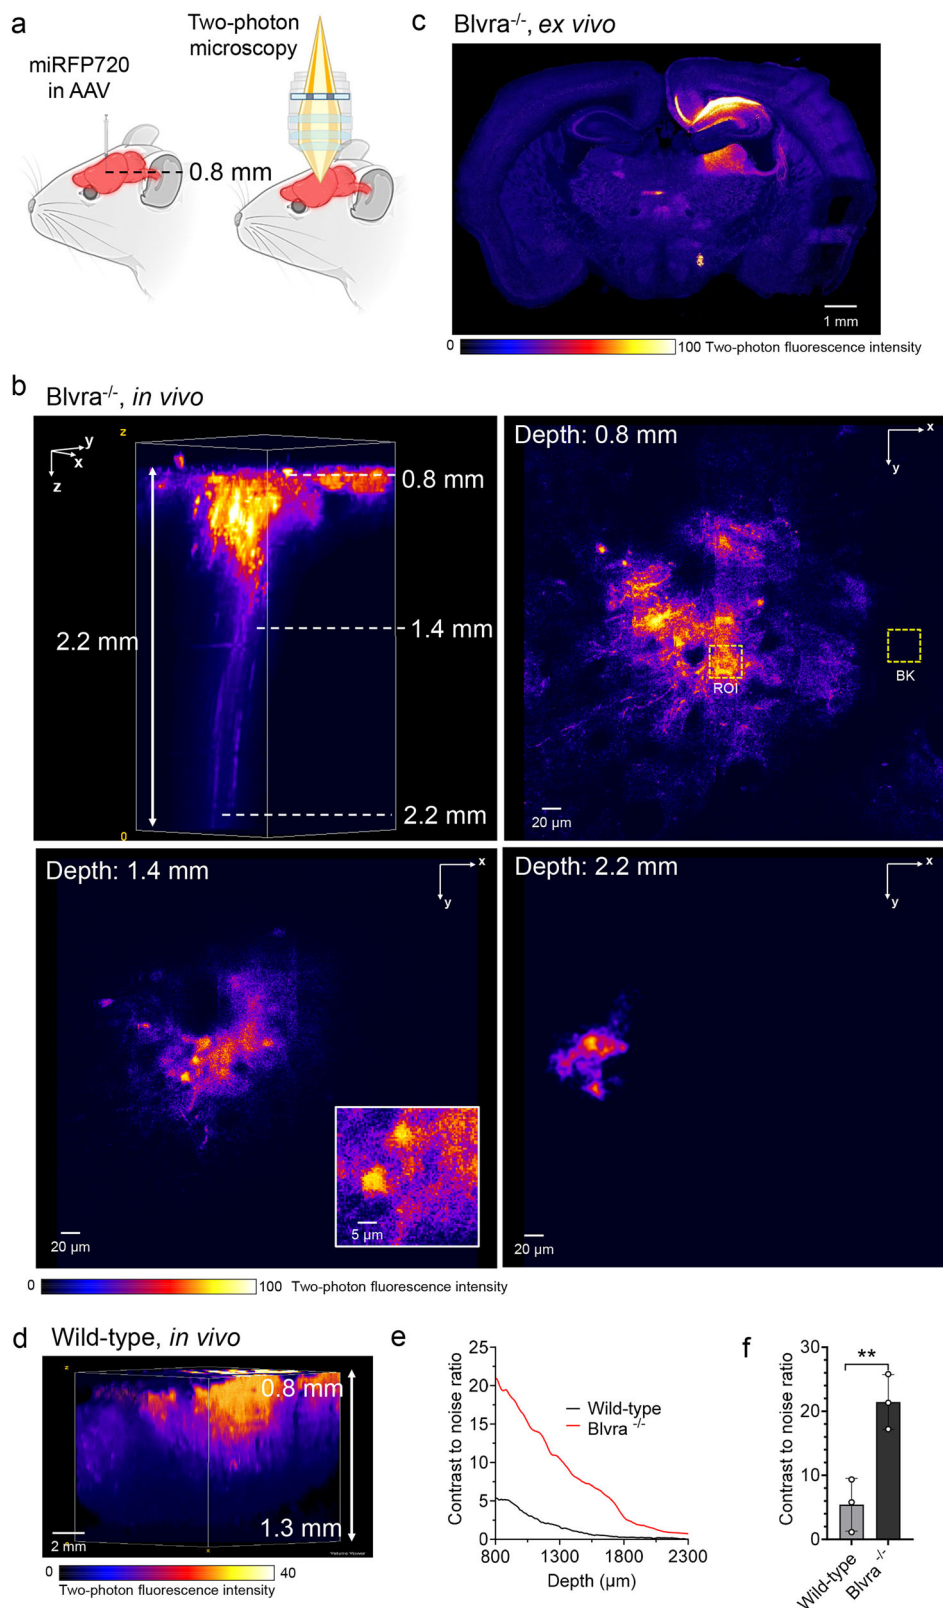 a
Two-photon
microscopy
miRFP720
in AAV
0.8 mm
c
Blvra⁻/⁻, ex vivo
1 mm
0
100 Two-photon fluorescence intensity
b
Blvra⁻/⁻, in vivo
z
y
x
z
0.8 mm
2.2 mm
1.4 mm
2.2 mm
0
Depth: 0.8 mm
x
y
ROI
BK
20 µm
Depth: 1.4 mm
x
y
5 µm
20 µm
Depth: 2.2 mm
x
y
20 µm
0
100 Two-photon fluorescence intensity
d
Wild-type, in vivo
z
0.8 mm
1.3 mm
2 mm
x
0
40
Two-photon fluorescence intensity
e
Contrast to noise ratio
25
20
15
10
5
0
Wild-type
Blvra ⁻/⁻
800 1300 1800 2300
Depth (µm)
f
Contrast to noise ratio
30
20
10
0
**
Wild-type
Blvra ⁻/⁻